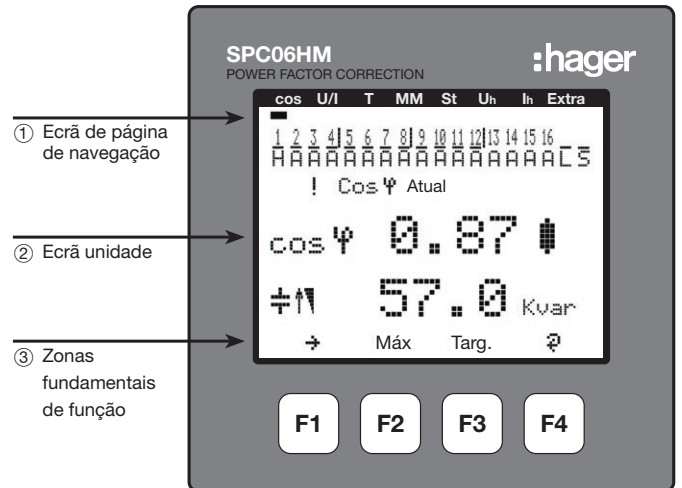 SPC06HM
:hager
POWER FACTOR CORRECTION
cos U/I T MM St Uh Ih Extra
① Ecrã de página
de navegação
1 2 3 4 5 6 7 8 9 10 11 12 13 14 15 16
H A A A A A A A A A A A A A A A L S
! Cos φ Atual
② Ecrã unidade
cos φ 0.87
57.0 Kvar
→ Máx Targ.
③ Zonas
fundamentais
de função
F1 F2 F3 F4